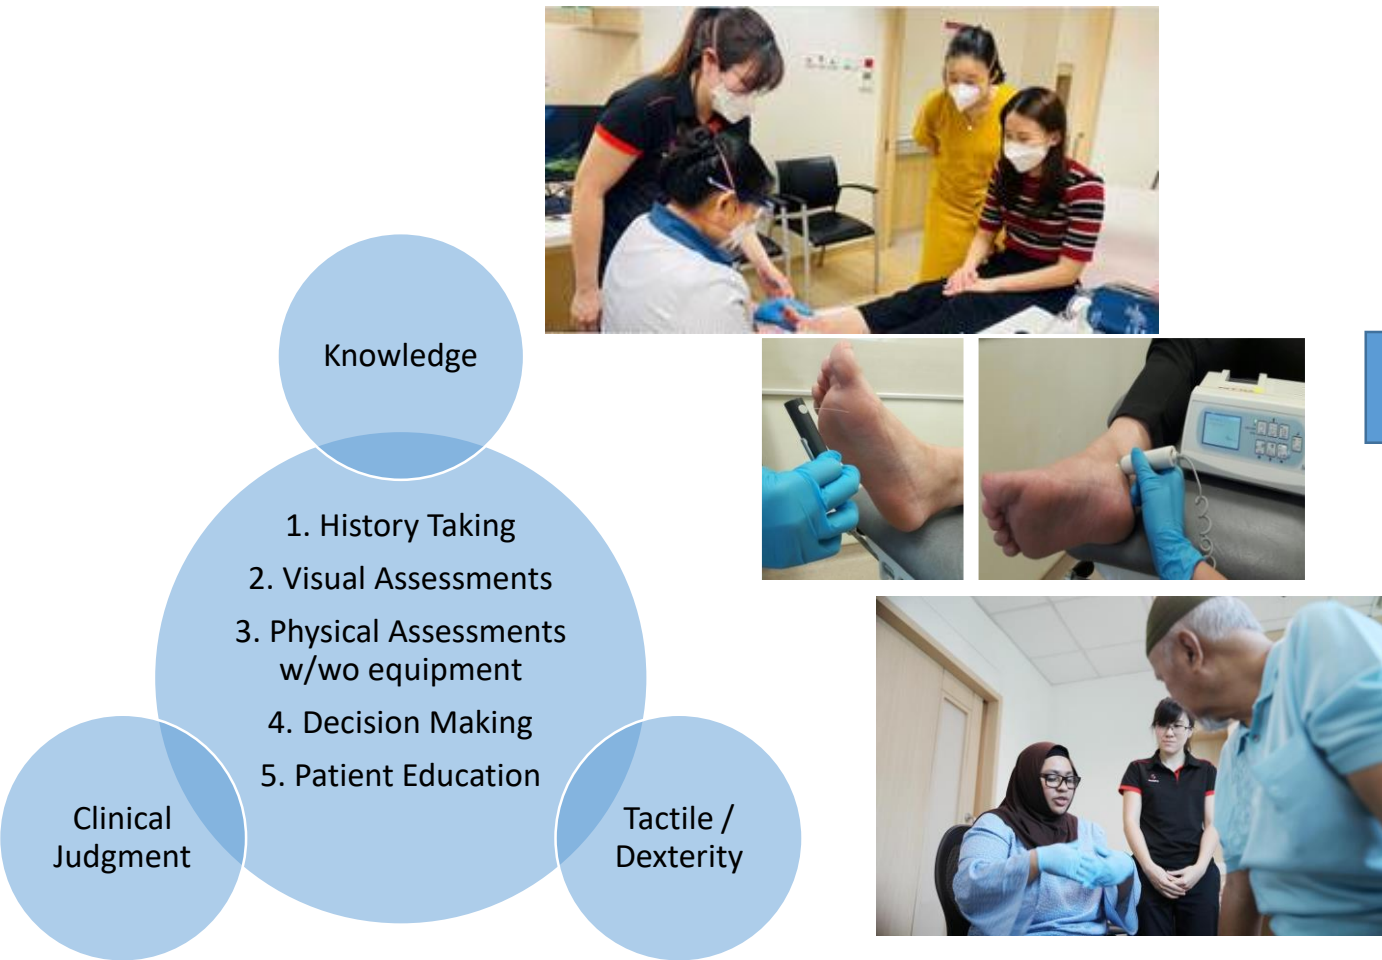 Knowledge
1. History Taking
2. Visual Assessments
3. Physical Assessments
w/wo equipment
4. Decision Making
5. Patient Education
Clinical
Judgment
Tactile /
Dexterity